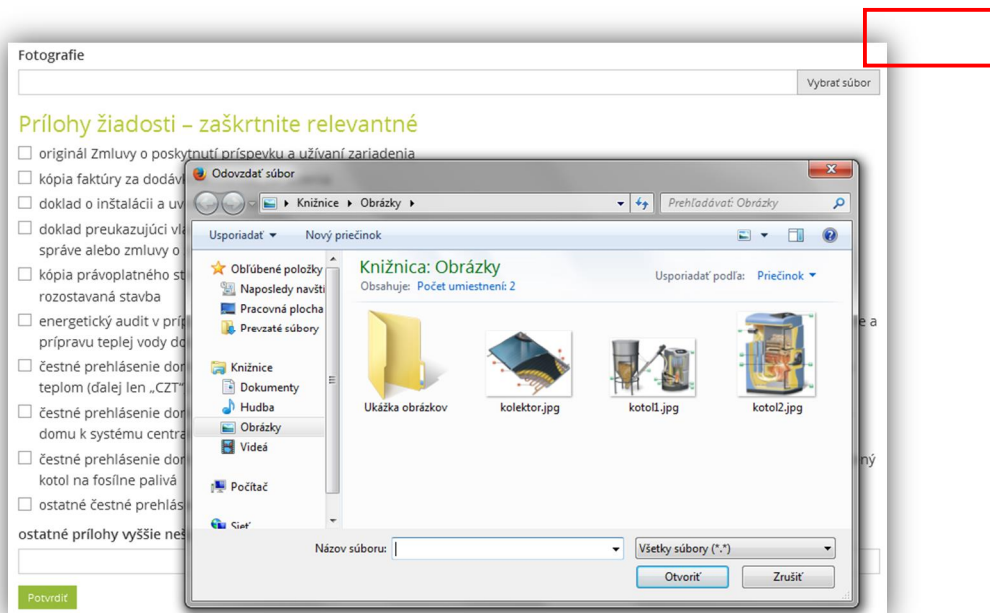 Fotografie
Vybrať súbor
Prílohy žiadosti – zaškrtnite relevantné
originál Zmluvy o poskytnutí príspevku a užívaní zariadenia
kópia faktúry za dodáv
doklad o inštalácii a uv
doklad preukazujúci vla
správe alebo zmluvy o
kópia právoplatného st
rozostavaná stavba
energetický audit v príp
e a
prípravu teplej vody do
čestné prehlásenie dor
teplom (ďalej len „CZT“
čestné prehlásenie dor
domu k systému centra
čestné prehlásenie dor
ný
kotol na fosílne palivá
ostatné čestné prehlás
ostatné prílohy vyššie neš
Potvrdiť
Odovzdať súbor
Knižnice
Obrázky
Prehľadávať: Obrázky
Usporiadať
Nový priečinok
Obľúbené položky
Naposledy navští
Pracovná plocha
Prevzaté súbory
Knižnice
Dokumenty
Hudba
Obrázky
Videá
Počítač
Sieť
Knižnica: Obrázky
Obsahuje: Počet umiestnení: 2
Usporiadať podľa: Priečinok
Ukážka obrázkov
kolektor.jpg
kotol1.jpg
kotol2.jpg
Názov súboru:
Všetky súbory (*.*)
Otvoriť
Zrušiť